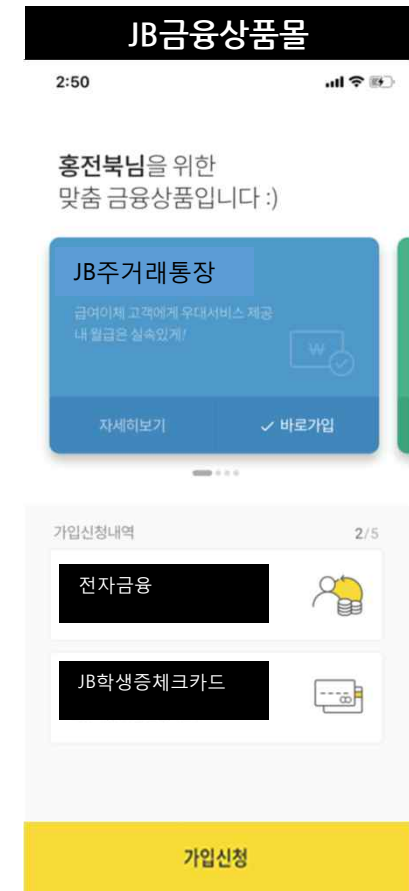 JB금융상품몰
2:50
홍전북님을 위한
맞춤 금융상품입니다 :)
JB주거래통장
급여이체 고객에게 우대서비스 제공
내 월급은 실속있게!
자세히보기
바로가입
가입신청내역
2/5
전자금융
JB학생증체크카드
가입신청